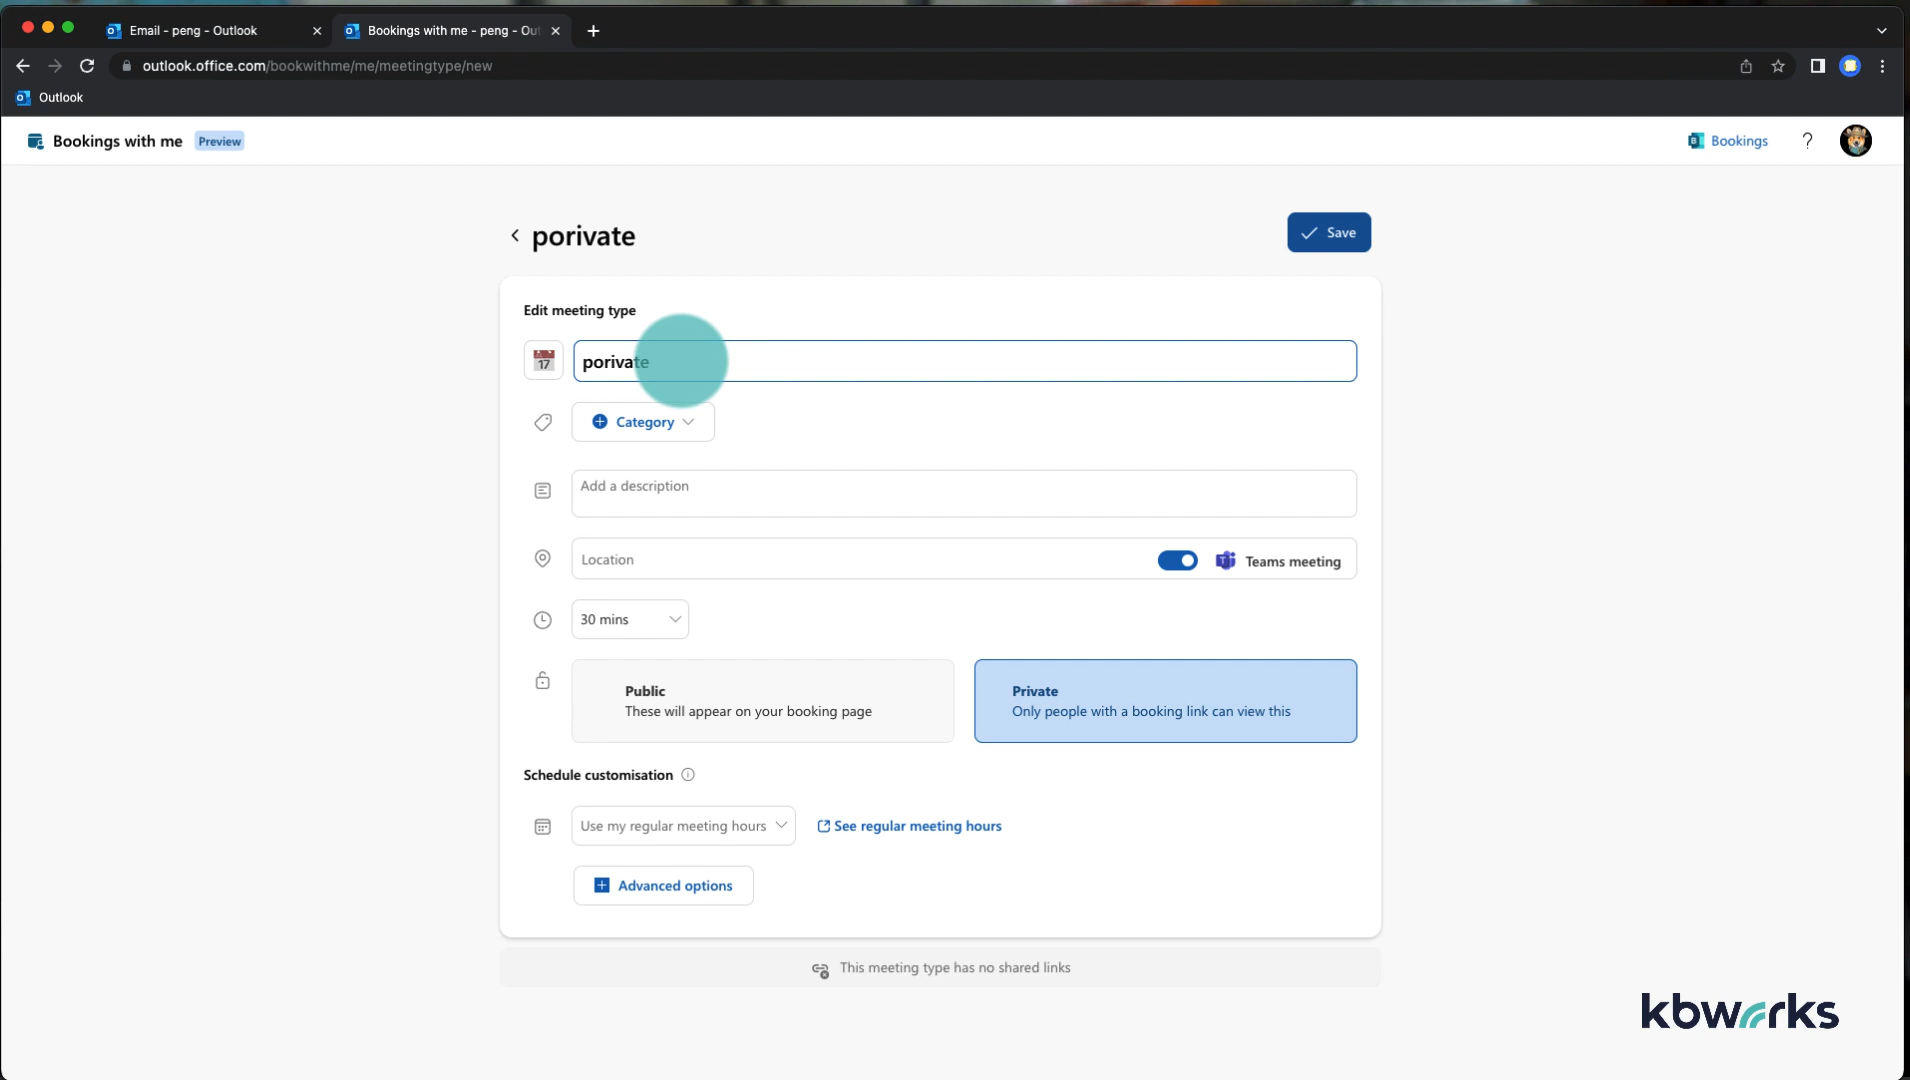 Email - peng - Outlook
Bookings with me - peng - Out
outlook.office.com/bookwithme/me/meetingtype/new
Outlook
Bookings with me Preview
Bookings ?
porivate
Save
Edit meeting type
17
porivate
Category
Add a description
Location
Teams meeting
30 mins
Public
These will appear on your booking page
Private
Only people with a booking link can view this
Schedule customisation
Use my regular meeting hours
See regular meeting hours
Advanced options
This meeting type has no shared links
kbworks